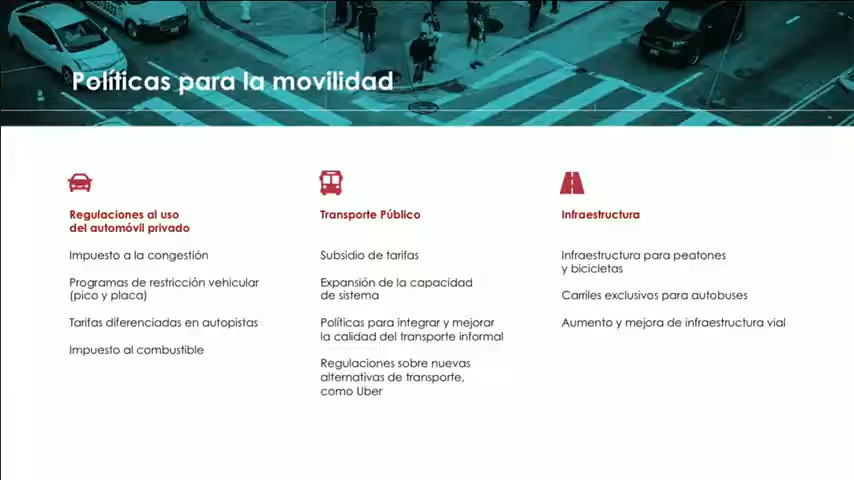 Políticas para la movilidad
Regulaciones al uso
del automóvil privado
Impuesto a la congestión
Programas de restricción vehicular
(pico y placa)
Tarifas diferenciadas en autopistas
Impuesto al combustible
Transporte Público
Subsidio de tarifas
Expansión de la capacidad
de sistema
Políticas para integrar y mejorar
la calidad del transporte informal
Regulaciones sobre nuevas
alternativas de transporte,
como Uber
Infraestructura
Infraestructura para peatones
y bicicletas
Carriles exclusivos para autobuses
Aumento y mejora de infraestructura vial